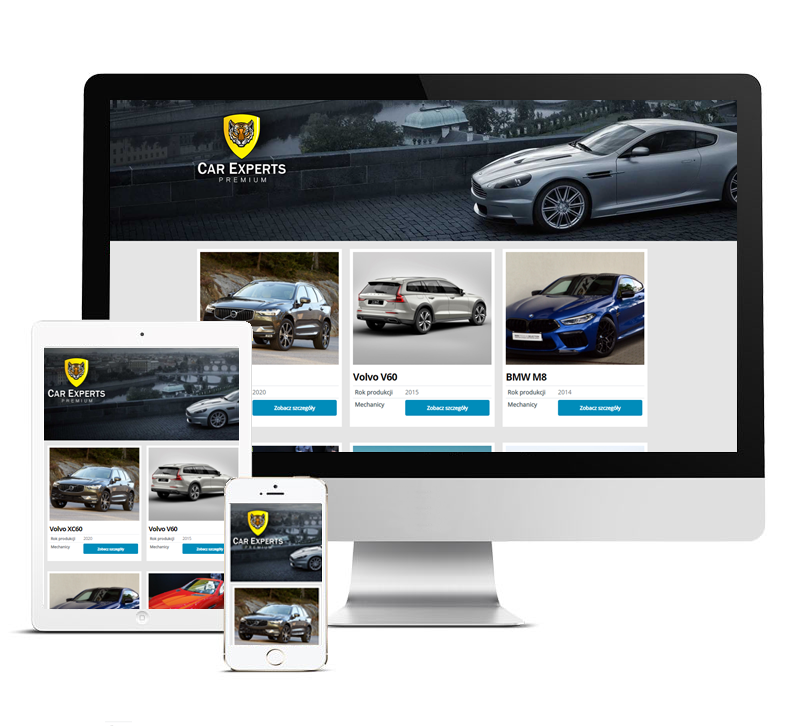 CAR EXPERTS
PREMIUM
2020
Zobacz szczegóły
Volvo V60
Rok produkcji 2015
Mechanicy
Zobacz szczegóły
BMW M8
Rok produkcji 2014
Mechanicy
Zobacz szczegóły
CAR EXPERTS
PREMIUM
Volvo XC60
Rok produkcji 2020
Mechanicy
Zobacz szczegóły
Volvo V60
Rok produkcji 2015
Mechanicy
Zobacz szczegóły
CAR EXPERTS
PREMIUM